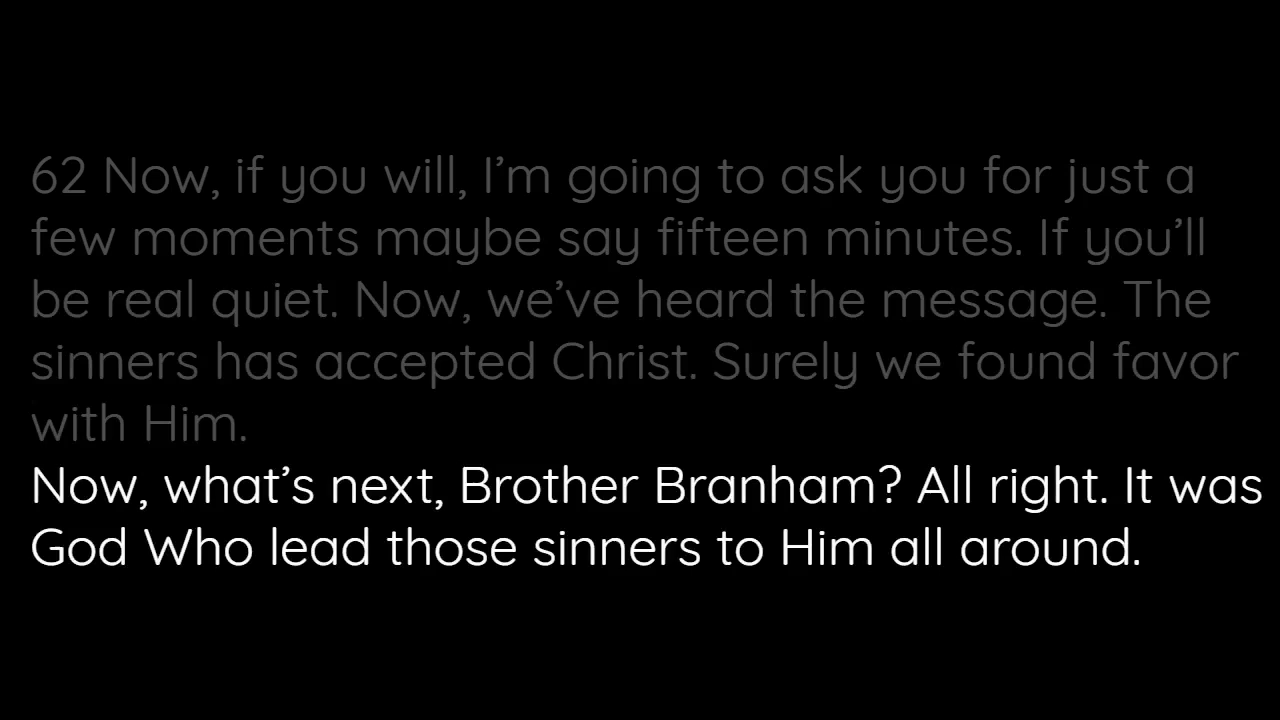 62 Now, if you will, I’m going to ask you for just a
few moments maybe say fifteen minutes. If you’ll
be real quiet. Now, we’ve heard the message. The
sinners has accepted Christ. Surely we found favor
with Him.
Now, what’s next, Brother Branham? All right. It was
God Who lead those sinners to Him all around.